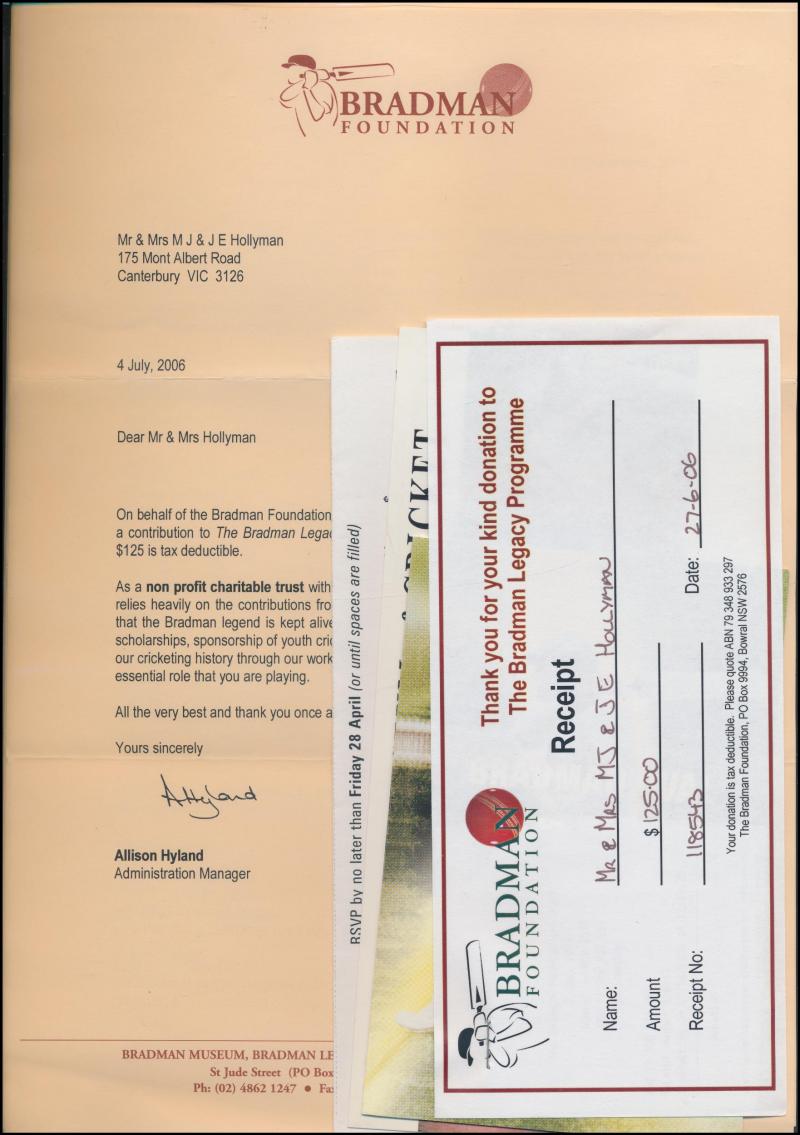 BRADMAN
FOUNDATION
Mr & Mrs M J & J E Hollyman
175 Mont Albert Road
Canterbury VIC 3126
4 July, 2006
Dear Mr & Mrs Hollyman
On behalf of the Bradman Foundation,
a contribution to The Bradman
$125 is tax deductible.
As a non profit charitable trust with
relies heavily on the contributions
that the Bradman legend is kept alive
scholarships, sponsorship of youth
our cricketing history through our work
essential role that you are playing.
All the very best and thank you once
Yours sincerely
AHyland
Allison Hyland
Administration Manager
BRADMAN MUSEUM, BRADMAN
St Jude Street (PO Box
Ph: (02) 4862 1247 ●
RSVP by no later than Friday 28 April (or until spaces are filled)
& CRICKET
BRADMAN
FOUNDATION
Thank you for your kind donation to
The Bradman Legacy Programme
Receipt
Name: Mr & Mrs MJ & JE Hollyman
Amount $125.00
Receipt No: 118543 Date: 27-6-06
Your donation is tax deductible. Please quote ABN 79 348 933 297
The Bradman Foundation, PO Box 9994, Bowral NSW 2576